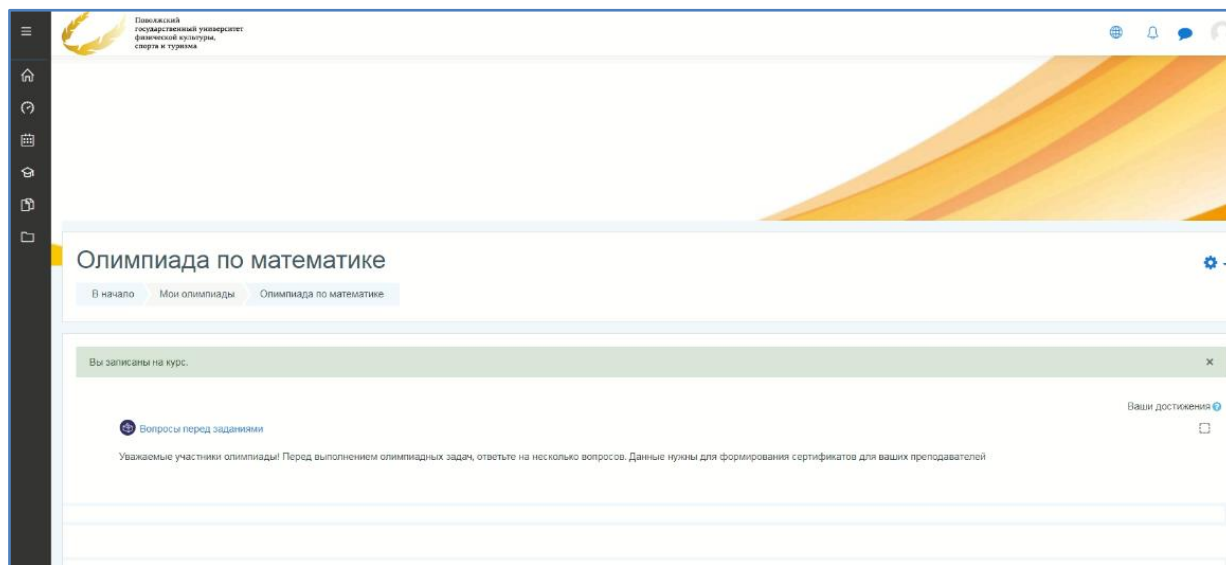 Поволжский
государственный университет
физической культуры,
спорта и туризма
Олимпиада по математике
В начало Мои олимпиады Олимпиада по математике
Вы записаны на курс. ×
Ваши достижения
Вопросы перед заданиями
Уважаемые участники олимпиады! Перед выполнением олимпиадных задач, ответьте на несколько вопросов. Данные нужны для формирования сертификатов для ваших преподавателей